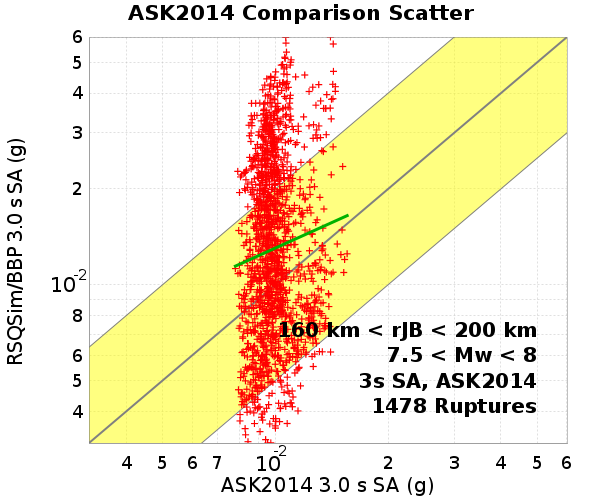 ASK2014 Comparison Scatter
RSQSim/BBP 3.0 s SA (g)
6
5
4
3
2
10-2
8
6
5
4
160 km < rJB < 200 km
7.5 < Mw < 8
3s SA, ASK2014
1478 Ruptures
4 5 6 7 10-2 2 3 4 5 6
ASK2014 3.0 s SA (g)